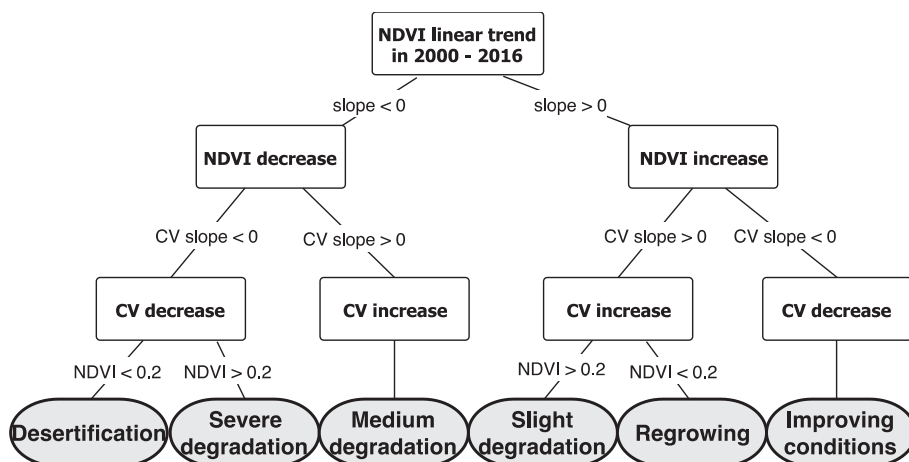 NDVI linear trend
in 2000 - 2016
slope < 0
slope > 0
NDVI decrease
NDVI increase
CV slope < 0
CV slope > 0
CV slope > 0
CV slope < 0
CV decrease
CV increase
CV increase
CV decrease
NDVI < 0.2
NDVI > 0.2
NDVI > 0.2
NDVI < 0.2
Desertification
Severe
degradation
Medium
degradation
Slight
degradation
Regrowing
Improving
conditions